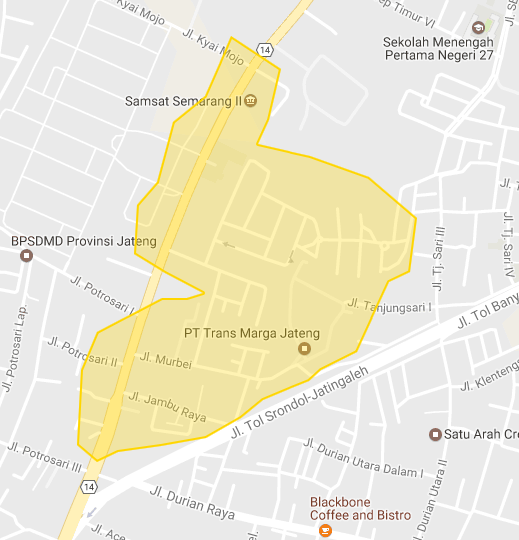 Kyai Mojo
Jl. Kyai Mojo
14
ep Timur VI
Sekolah Menengah
Pertama Negeri 27
Samsat Semarang II
BPSDMD Provinsi Jateng
Jl. Tj. Sari III
Jl. Tj. Sari IV
Jl. Potrosari I
Jl. Potrosari Lap.
Jl. Tanjungsari I
Jl. Tol Bany
PT Trans Marga Jateng
Jl. Potrosari II
Jl. Murbei
Jl. Tol Srondol-Jatingaleh
Jl. Klenteng
Jl. Jambu Raya
Satu Arah Cre
Jl. Potrosari III
Jl. Durian Utara Dalam I
Jl. Durian Utara II
14
Jl. Durian Raya
Blackbone
Coffee and Bistro
Jl. Ace
del.